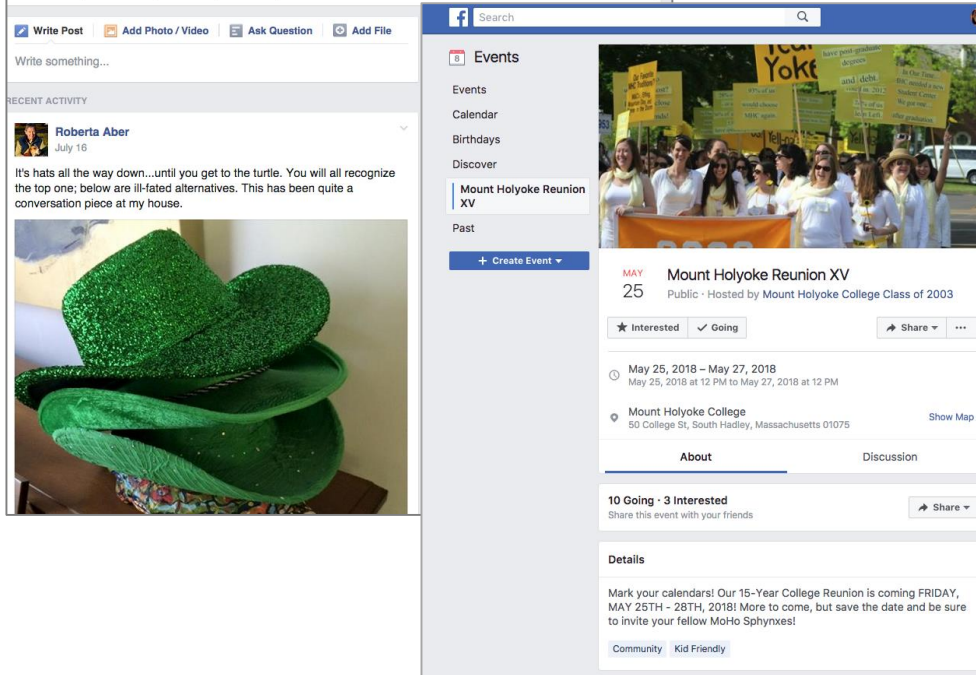 Write Post
Add Photo / Video
Ask Question
Add File
Write something...
RECENT ACTIVITY
Roberta Aber
July 16
It's hats all the way down...until you get to the turtle. You will all recognize
the top one; below are ill-fated alternatives. This has been quite a
conversation piece at my house.
f
Search
8
Events
Events
Calendar
Birthdays
Discover
Mount Holyoke Reunion
XV
Past
+ Create Event
have post-graduate
degrees
and debt.
Yoke
MAY
25
Mount Holyoke Reunion XV
Public · Hosted by Mount Holyoke College Class of 2003
Interested
Going
Share
...
May 25, 2018 – May 27, 2018
May 25, 2018 at 12 PM to May 27, 2018 at 12 PM
Mount Holyoke College
50 College St, South Hadley, Massachusetts 01075
Show Map
About
Discussion
10 Going · 3 Interested
Share this event with your friends
Share
Details
Mark your calendars! Our 15-Year College Reunion is coming FRIDAY,
MAY 25TH - 28TH, 2018! More to come, but save the date and be sure
to invite your fellow MoHo Sphynxes!
Community
Kid Friendly